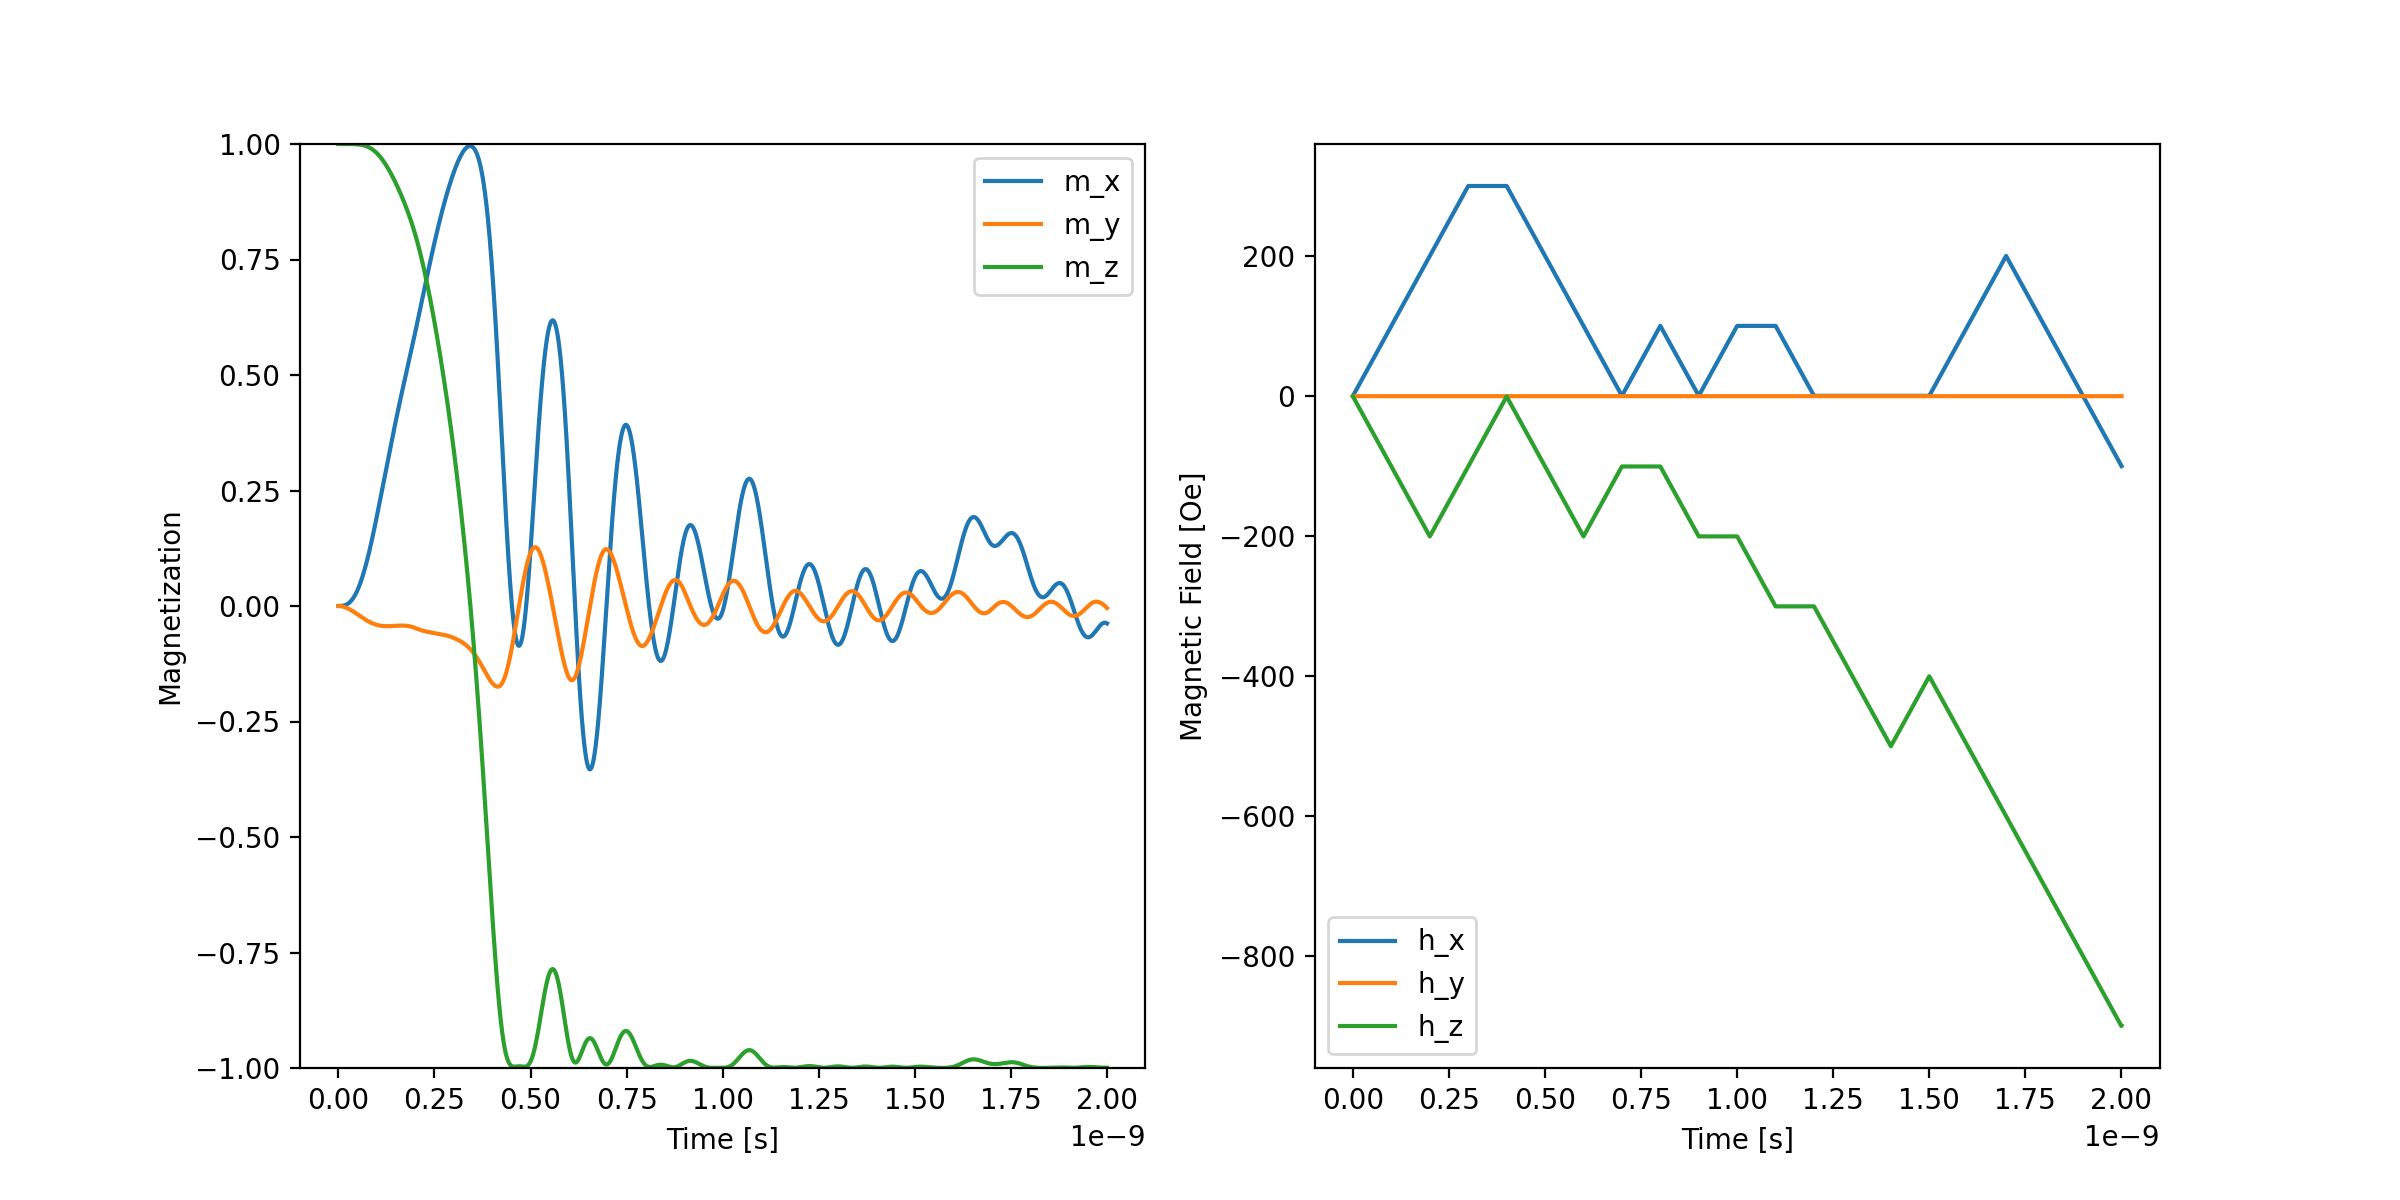 Magnetization
1.00
0.75
0.50
0.25
0.00
−0.25
−0.50
−0.75
−1.00
m_x
m_y
m_z
0.00 0.25 0.50 0.75 1.00 1.25 1.50 1.75 2.00
Time [s]
1e−9
Magnetic Field [Oe]
200
0
−200
−400
−600
−800
h_x
h_y
h_z
0.00 0.25 0.50 0.75 1.00 1.25 1.50 1.75 2.00
Time [s]
1e−9